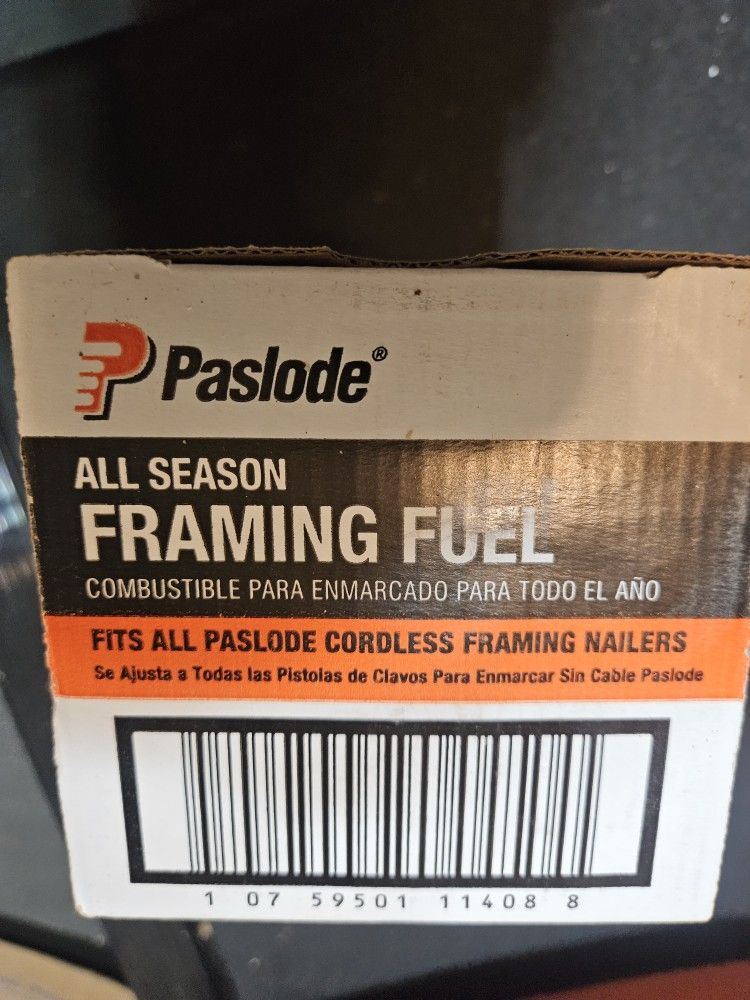 Paslode®
ALL SEASON
FRAMING FUEL
COMBUSTIBLE PARA ENMARCADO PARA TODO EL AÑO
FITS ALL PASLODE CORDLESS FRAMING NAILERS
Se Ajusta a Todas las Pistolas de Clavos Para Enmarcar Sin Cable Paslode
1 07 59501 11408 8